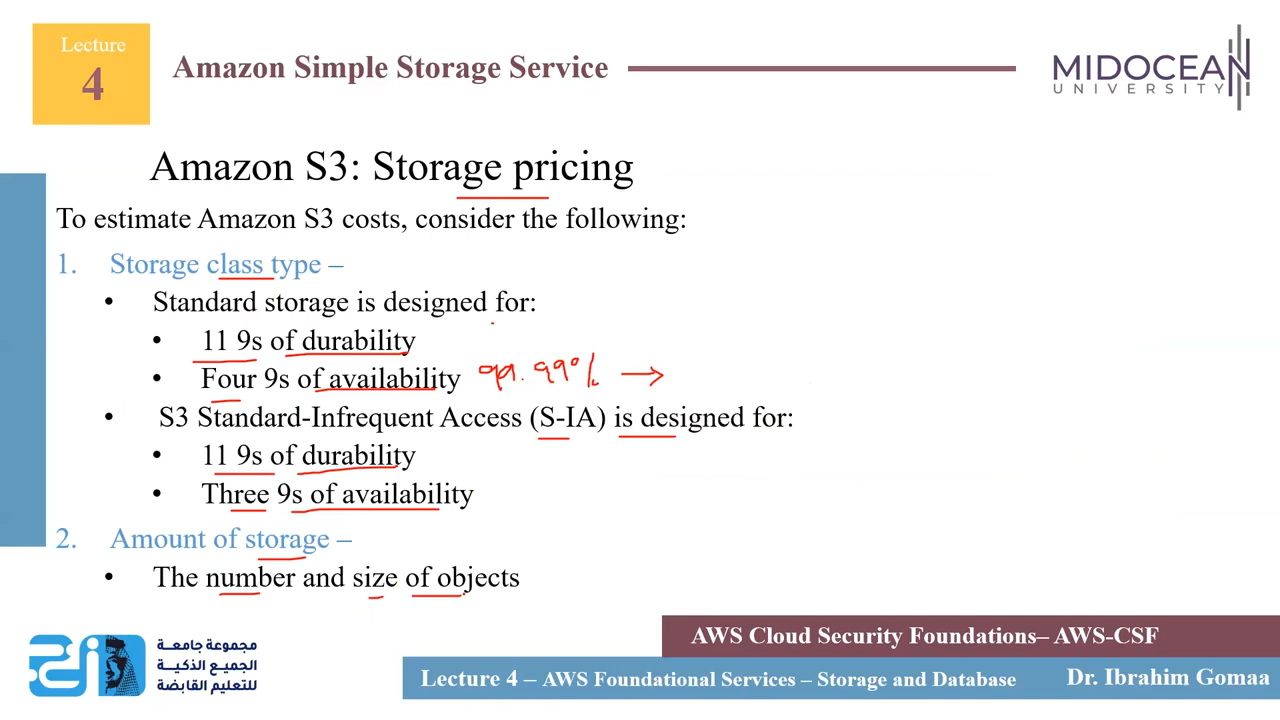 Lecture
4
Amazon Simple Storage Service
MIDOCEAN
UNIVERSITY
Amazon S3: Storage pricing
To estimate Amazon S3 costs, consider the following:
1. Storage class type –
• Standard storage is designed for:
• 11 9s of durability
• Four 9s of availability 99.99% →
• S3 Standard-Infrequent Access (S-IA) is designed for:
• 11 9s of durability
• Three 9s of availability
2. Amount of storage –
• The number and size of objects
مجموعة جامعة
الجميع الذكية
للتعليم القابضة
AWS Cloud Security Foundations– AWS-CSF
Lecture 4 – AWS Foundational Services – Storage and Database
Dr. Ibrahim Gomaa